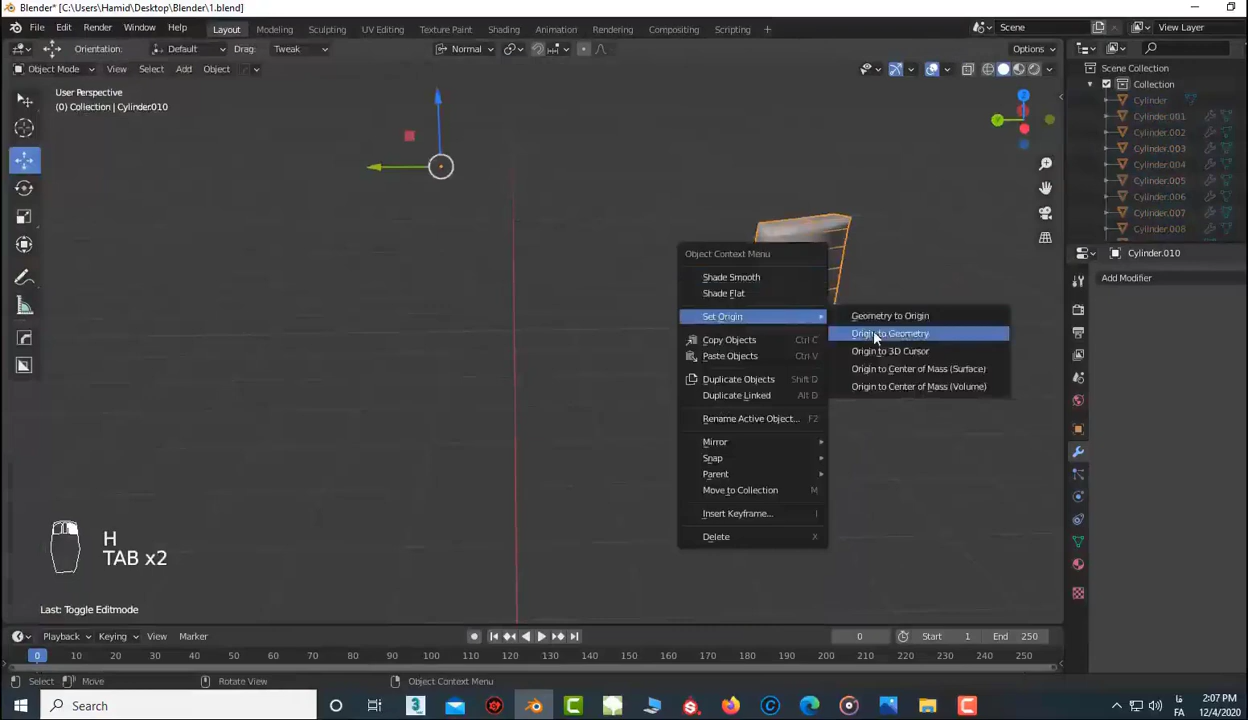 Blender* [C:\Users\Hamid\Desktop\Blender\1.blend]
File Edit Render Window Help Layout Modeling Sculpting UV Editing Texture Paint Shading Animation Rendering Compositing Scripting Scene View Layer
Orientation: Default Drag: Tweak Normal Options
Object Mode View Select Add Object
User Perspective
(0) Collection | Cylinder.010
Scene Collection
Collection
Cylinder
Cylinder.001
Cylinder.002
Cylinder.003
Cylinder.004
Cylinder.005
Cylinder.006
Cylinder.007
Cylinder.008
Cylinder.010
Add Modifier
Object Context Menu
Shade Smooth
Shade Flat
Set Origin
Copy Objects Ctrl C
Paste Objects Ctrl V
Duplicate Objects Shift D
Duplicate Linked Alt D
Rename Active Object... F2
Mirror
Snap
Parent
Move to Collection M
Insert Keyframe... I
Delete X
Geometry to Origin
Origin to Geometry
Origin to 3D Cursor
Origin to Center of Mass (Surface)
Origin to Center of Mass (Volume)
H
TAB x2
Last: Toggle Editmode
Playback Keying View Marker 0 Start 1 End 250
0 10 20 30 40 50 60 70 80 90 100 110 120 130 140 150 160 170 180 190 200 210 220 230 240 250
Select Move Rotate View Object Context Menu
Search
فا
FA
2:07 PM
12/4/2020